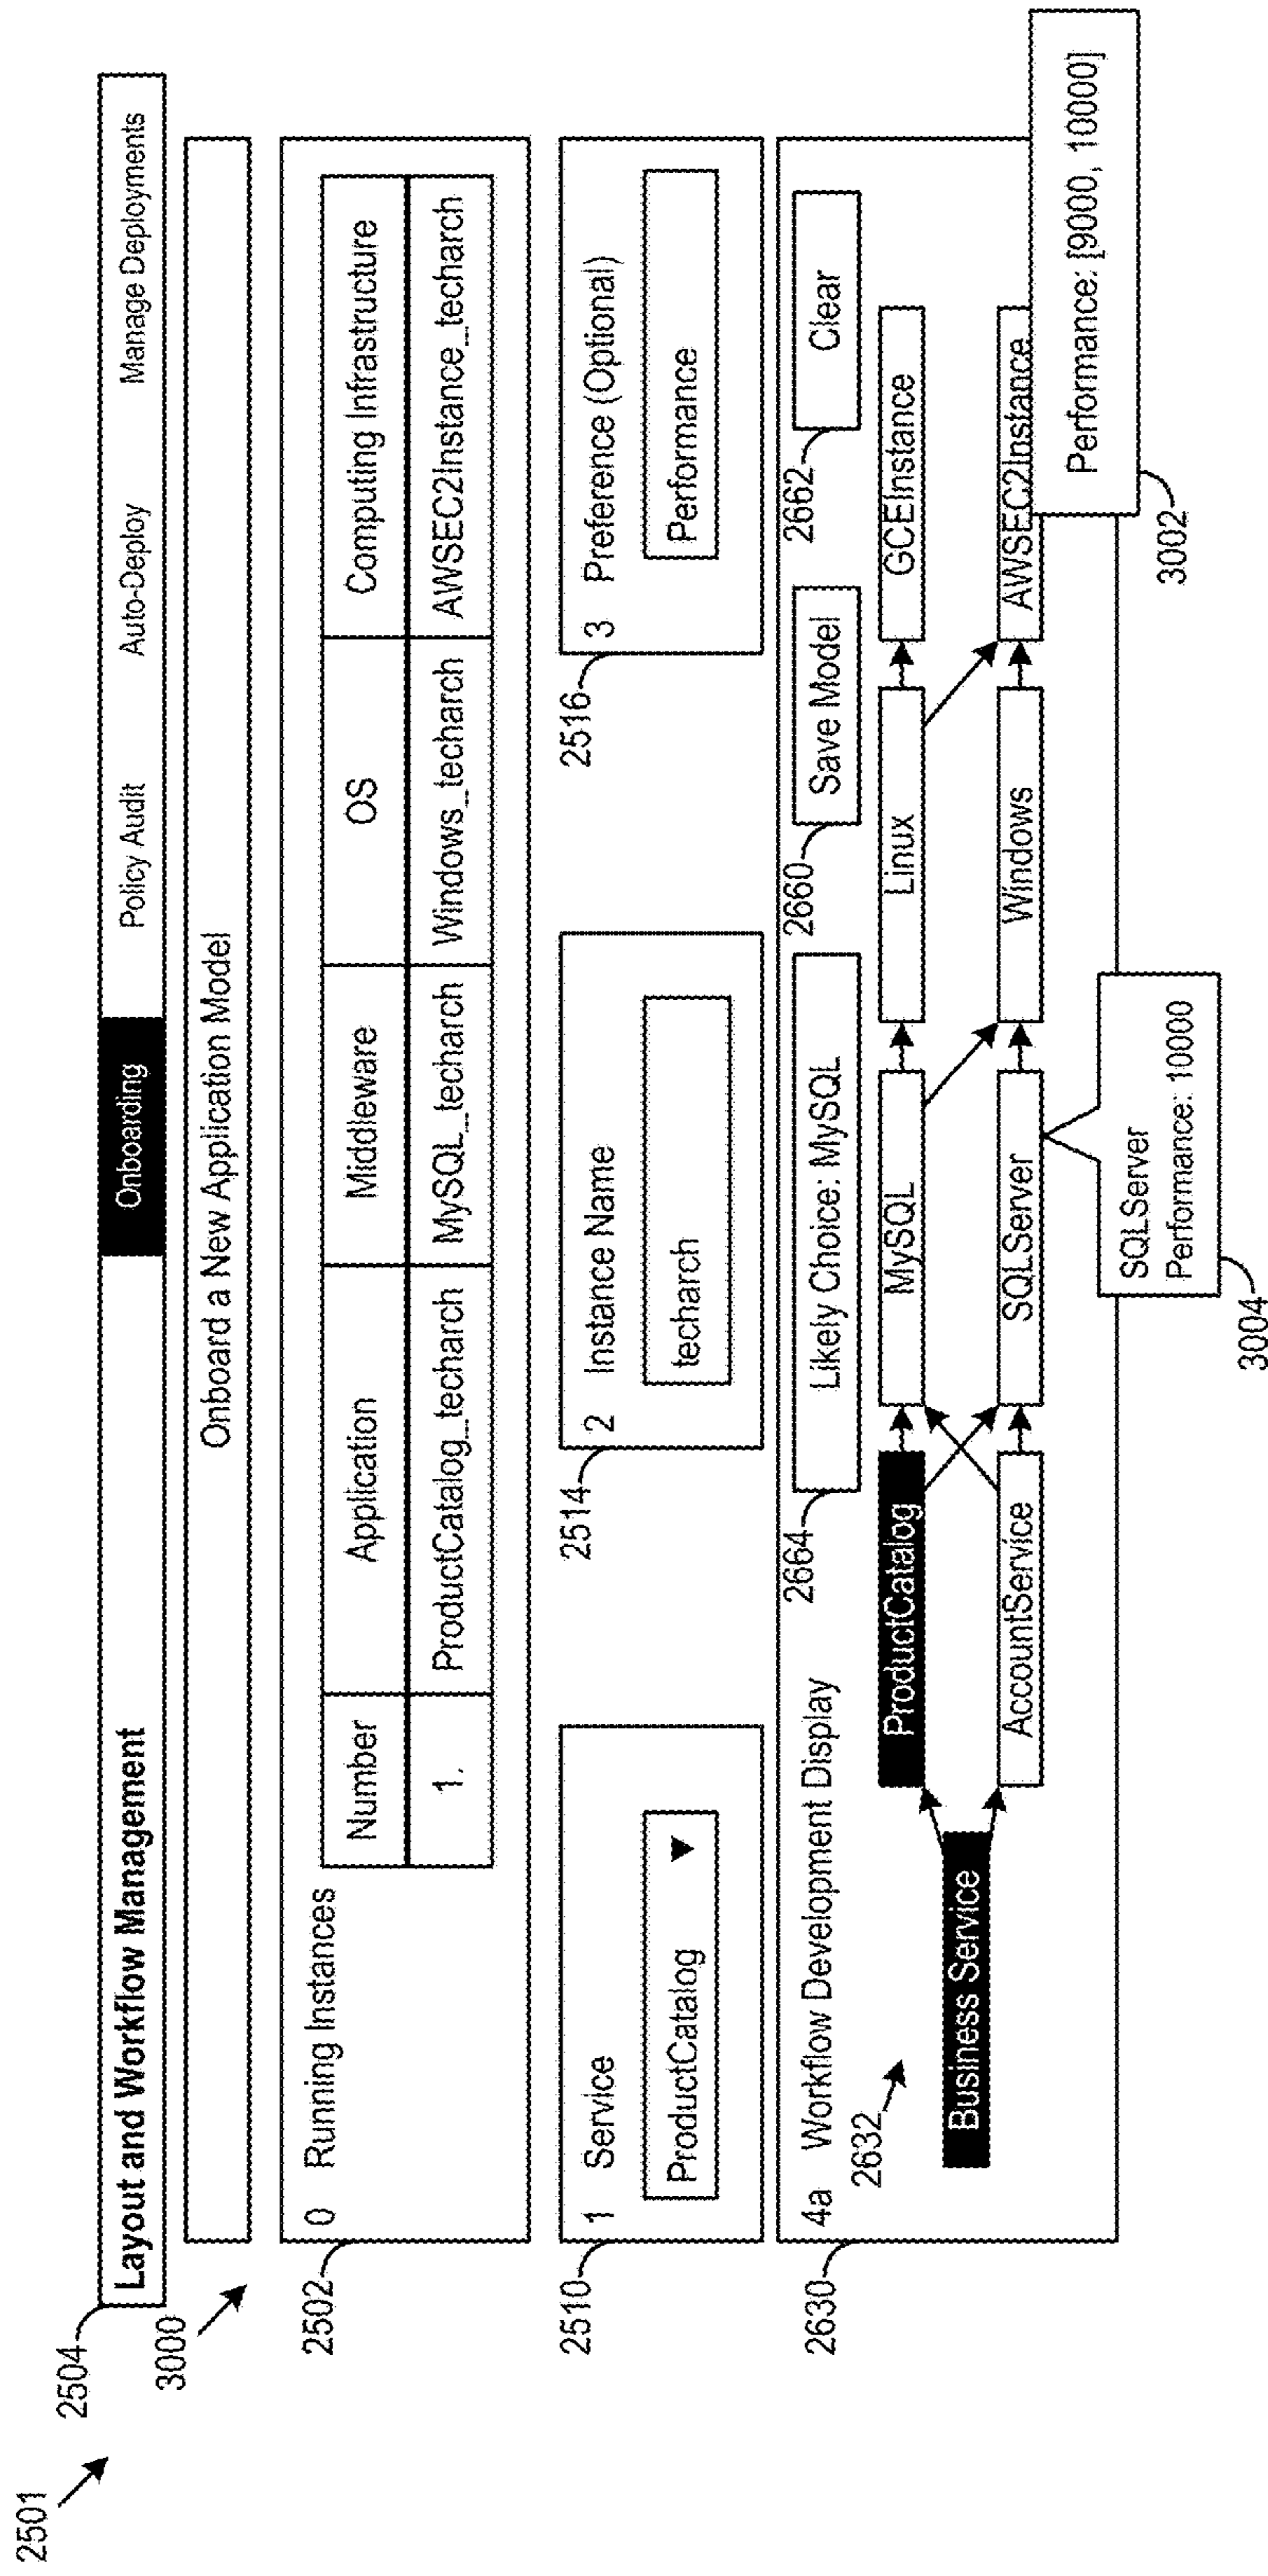 2501
2504
Layout and Workflow Management
Onboarding
Policy Audit
Auto-Deploy
Manage Deployments
3000
Onboard a New Application Model
2502
0 Running Instances
Number Application Middleware OS Computing Infrastructure
1. ProductCatalog_techarch MySQL_techarch Windows_techarch AWSEC2Instance_techarch
2510
1 Service
ProductCatalog ▼
2514
2 Instance Name
techarch
2516
3 Preference (Optional)
Performance
2630
4a Workflow Development Display
2664
Likely Choice: MySQL
2660
Save Model
2662
Clear
2632
Business Service
ProductCatalog
MySQL
Linux
GCEInstance
AccountService
SQLServer
Windows
AWSEC2Instance
Performance: [9000, 10000]
3002
SQLServer
Performance: 10000
3004